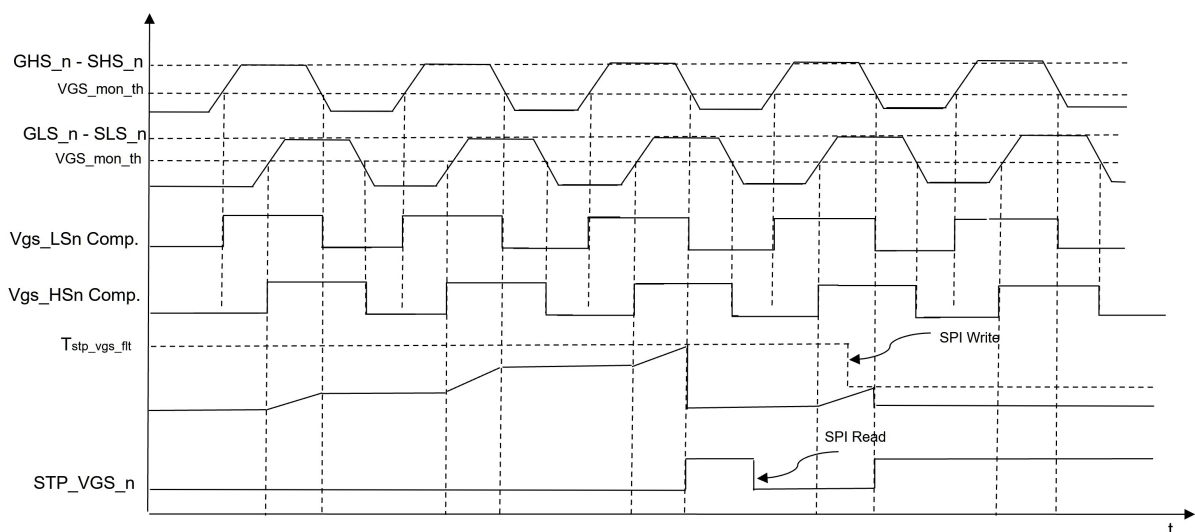 GHS_n - SHS_n
VGS_mon_th
GLS_n - SLS_n
VGS_mon_th
Vgs_LSn Comp.
Vgs_HSn Comp.
Tstp_vgs_flt
SPI Write
SPI Read
STP_VGS_n
t